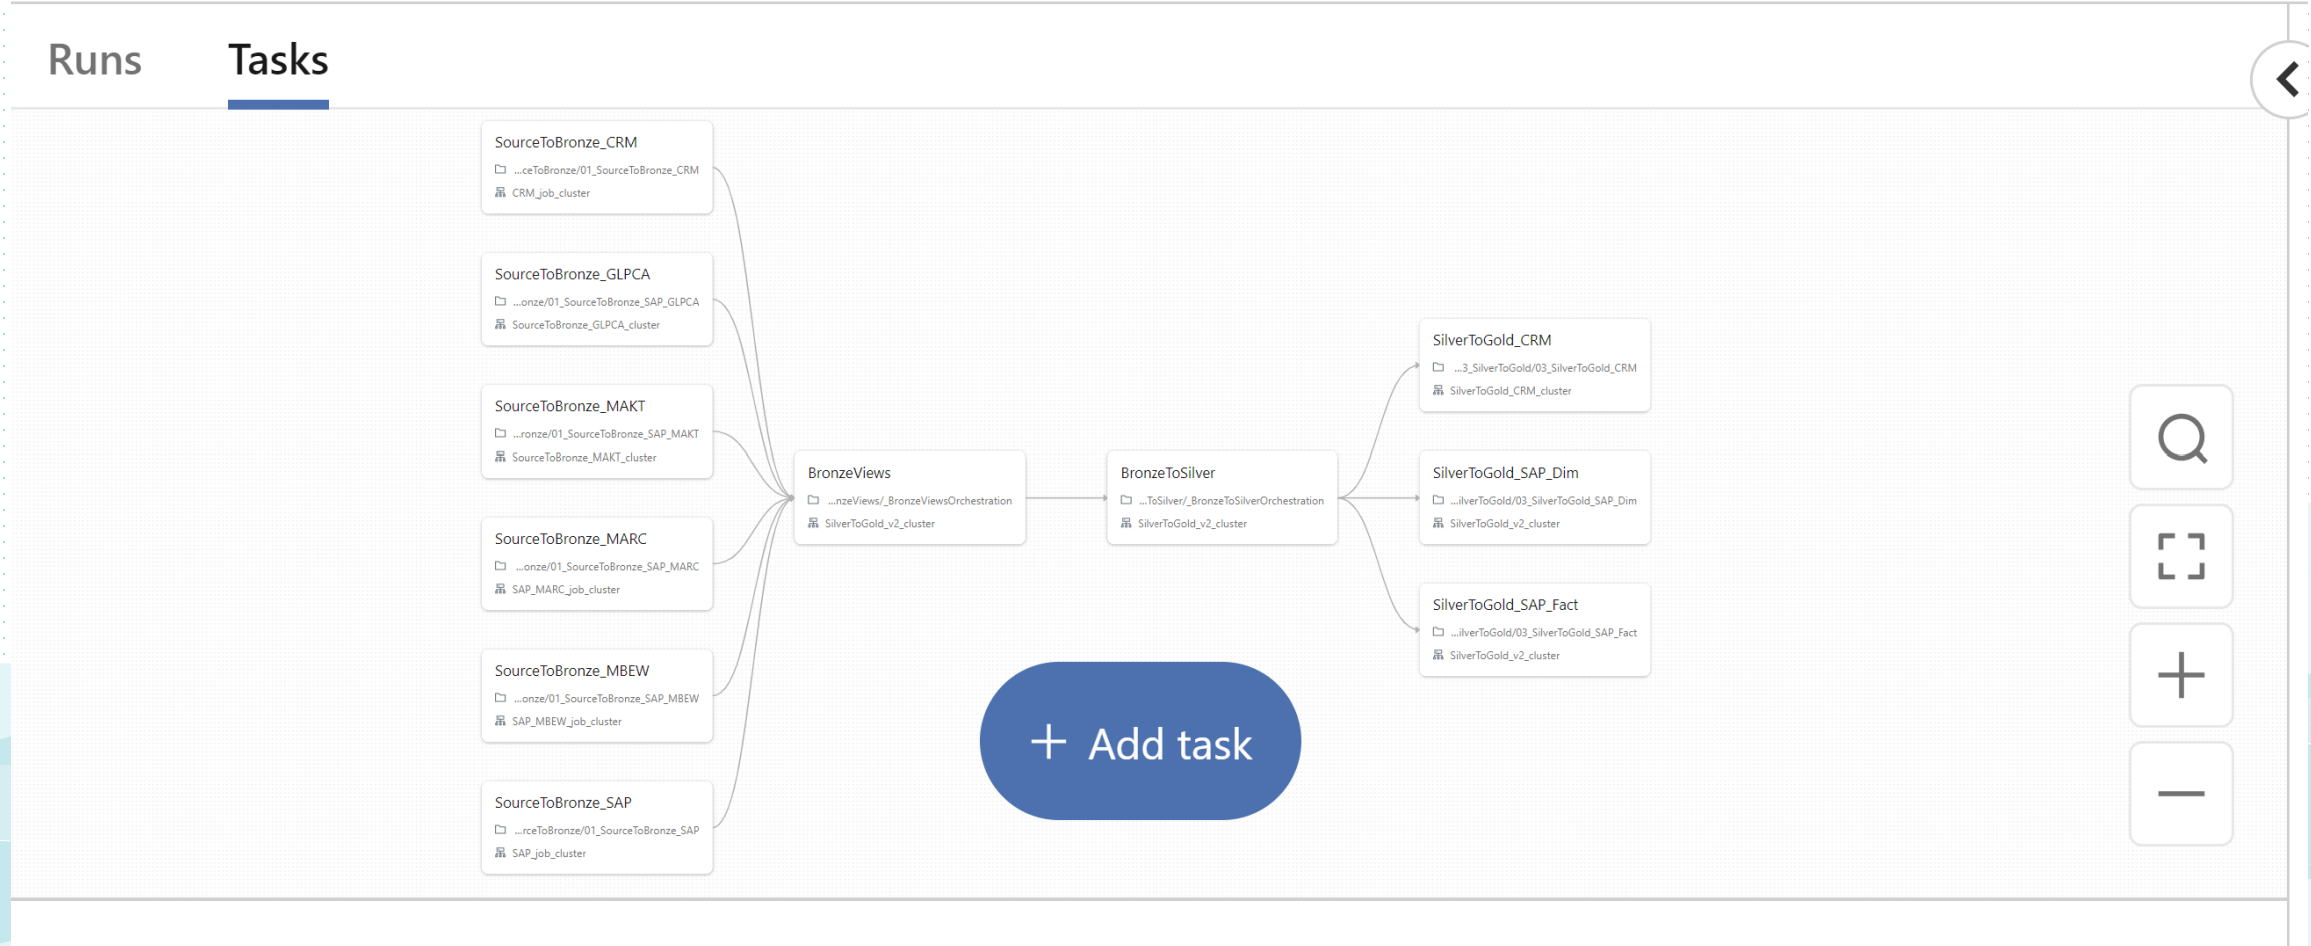 Runs
Tasks
SourceToBronze_CRM
...ceToBronze/01_SourceToBronze_CRM
CRM_job_cluster
SourceToBronze_GLPCA
...onze/01_SourceToBronze_SAP_GLPCA
SourceToBronze_GLPCA_cluster
SourceToBronze_MAKT
...ronze/01_SourceToBronze_SAP_MAKT
SourceToBronze_MAKT_cluster
SourceToBronze_MARC
...onze/01_SourceToBronze_SAP_MARC
SAP_MARC_job_cluster
SourceToBronze_MBEW
...onze/01_SourceToBronze_SAP_MBEW
SAP_MBEW_job_cluster
SourceToBronze_SAP
...rceToBronze/01_SourceToBronze_SAP
SAP_job_cluster
BronzeViews
...nzeViews/_BronzeViewsOrchestration
SilverToGold_v2_cluster
BronzeToSilver
...ToSilver/_BronzeToSilverOrchestration
SilverToGold_v2_cluster
SilverToGold_CRM
...3_SilverToGold/03_SilverToGold_CRM
SilverToGold_CRM_cluster
SilverToGold_SAP_Dim
...ilverToGold/03_SilverToGold_SAP_Dim
SilverToGold_v2_cluster
SilverToGold_SAP_Fact
...ilverToGold/03_SilverToGold_SAP_Fact
SilverToGold_v2_cluster
+ Add task